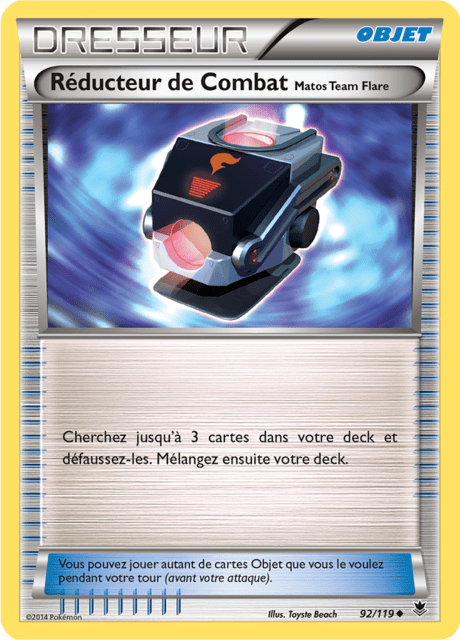 DRESSEUR OBJET
Réducteur de Combat Matos Team Flare
Cherchez jusqu'à 3 cartes dans votre deck et
défaussez-les. Mélangez ensuite votre deck.
Vous pouvez jouer autant de cartes Objet que vous le voulez
pendant votre tour (avant votre attaque).
©2014 Pokémon Illus. Toyste Beach 92/119